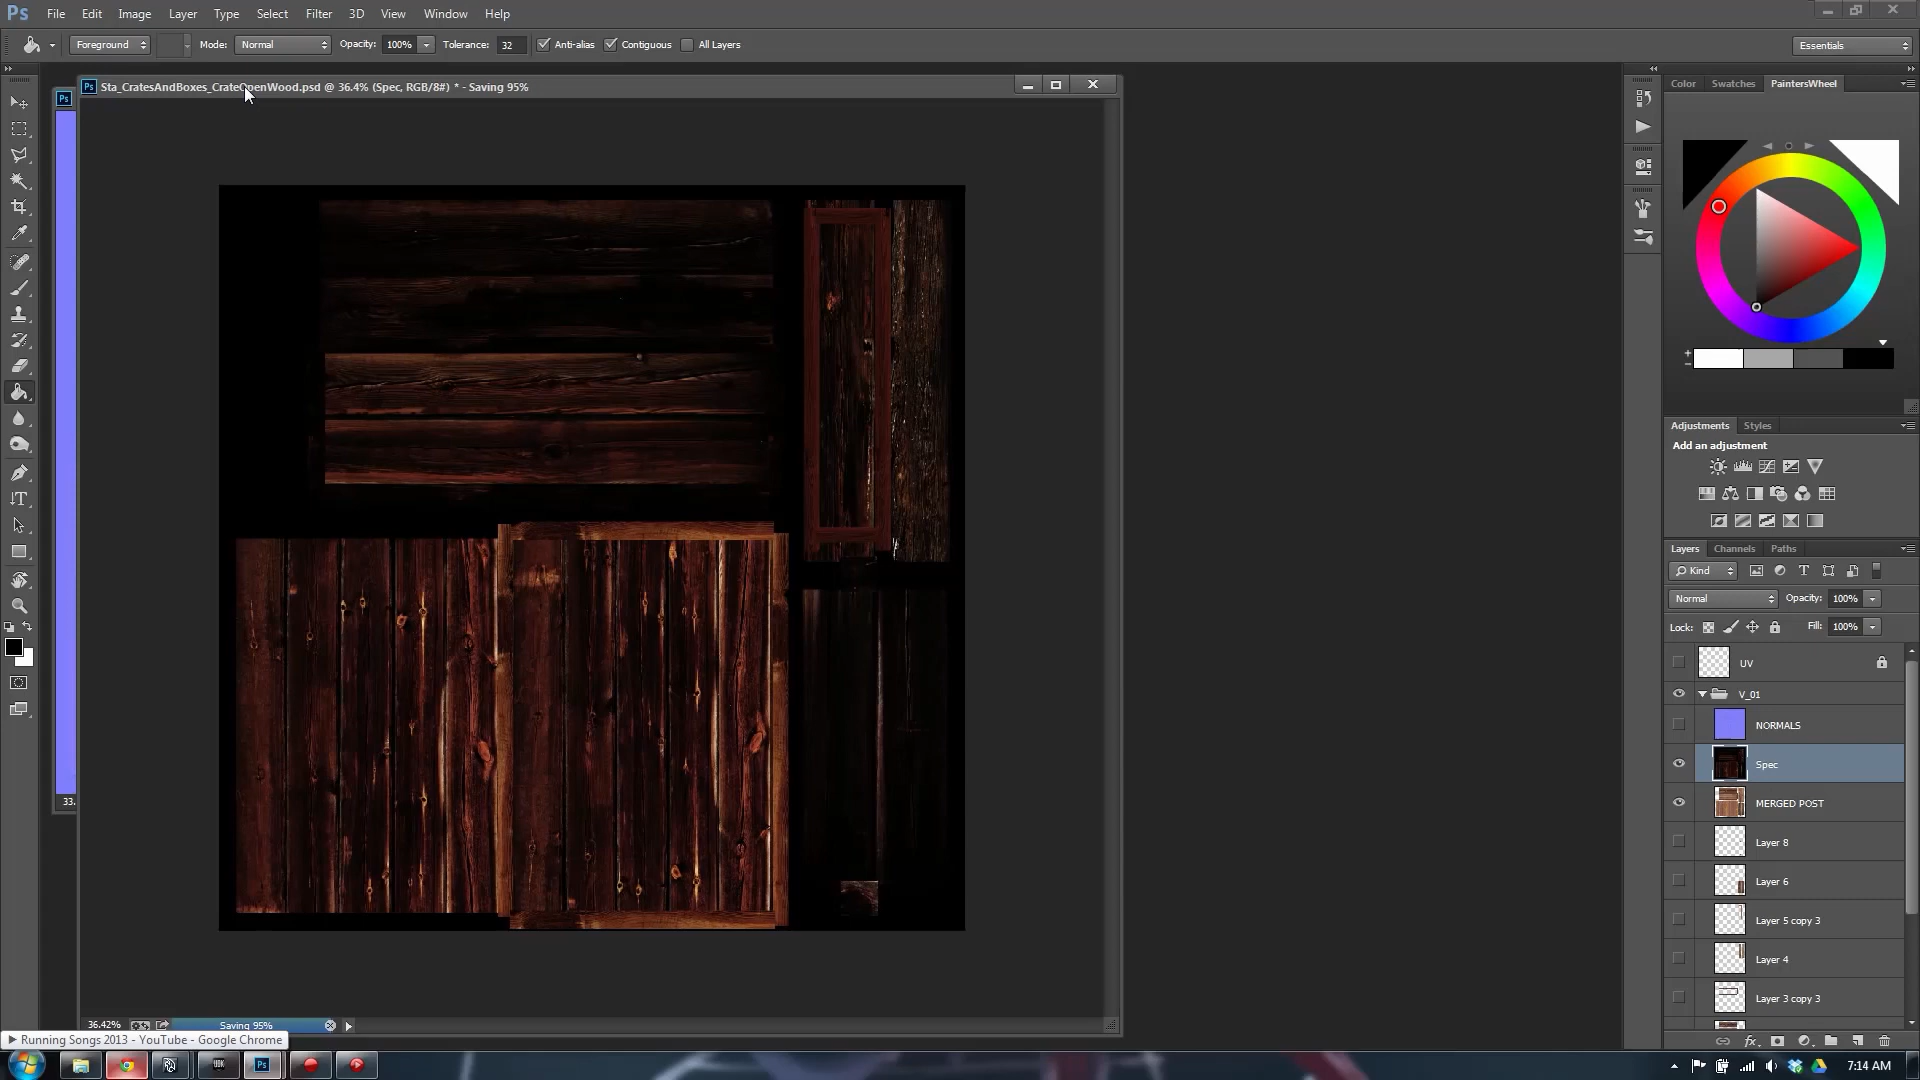 Ps File Edit Image Layer Type Select Filter 3D View Window Help
Foreground Mode: Normal Opacity: 100% Tolerance: 32 Anti-alias Contiguous All Layers Essentials
Ps Sta_CratesAndBoxes_CrateOpenWood.psd @ 36.4% (Spec, RGB/8#) * - Saving 95%
Ps
Color Swatches PaintersWheel
Adjustments Styles
Add an adjustment
Layers Channels Paths
Kind
Normal Opacity: 100%
Lock: Fill: 100%
UV
V_01
NORMALS
Spec
MERGED POST
Layer 8
Layer 6
Layer 5 copy 3
Layer 4
Layer 3 copy 3
33.
36.42% Saving 95%
Running Songs 2013 - YouTube - Google Chrome
Ps
7:14 AM